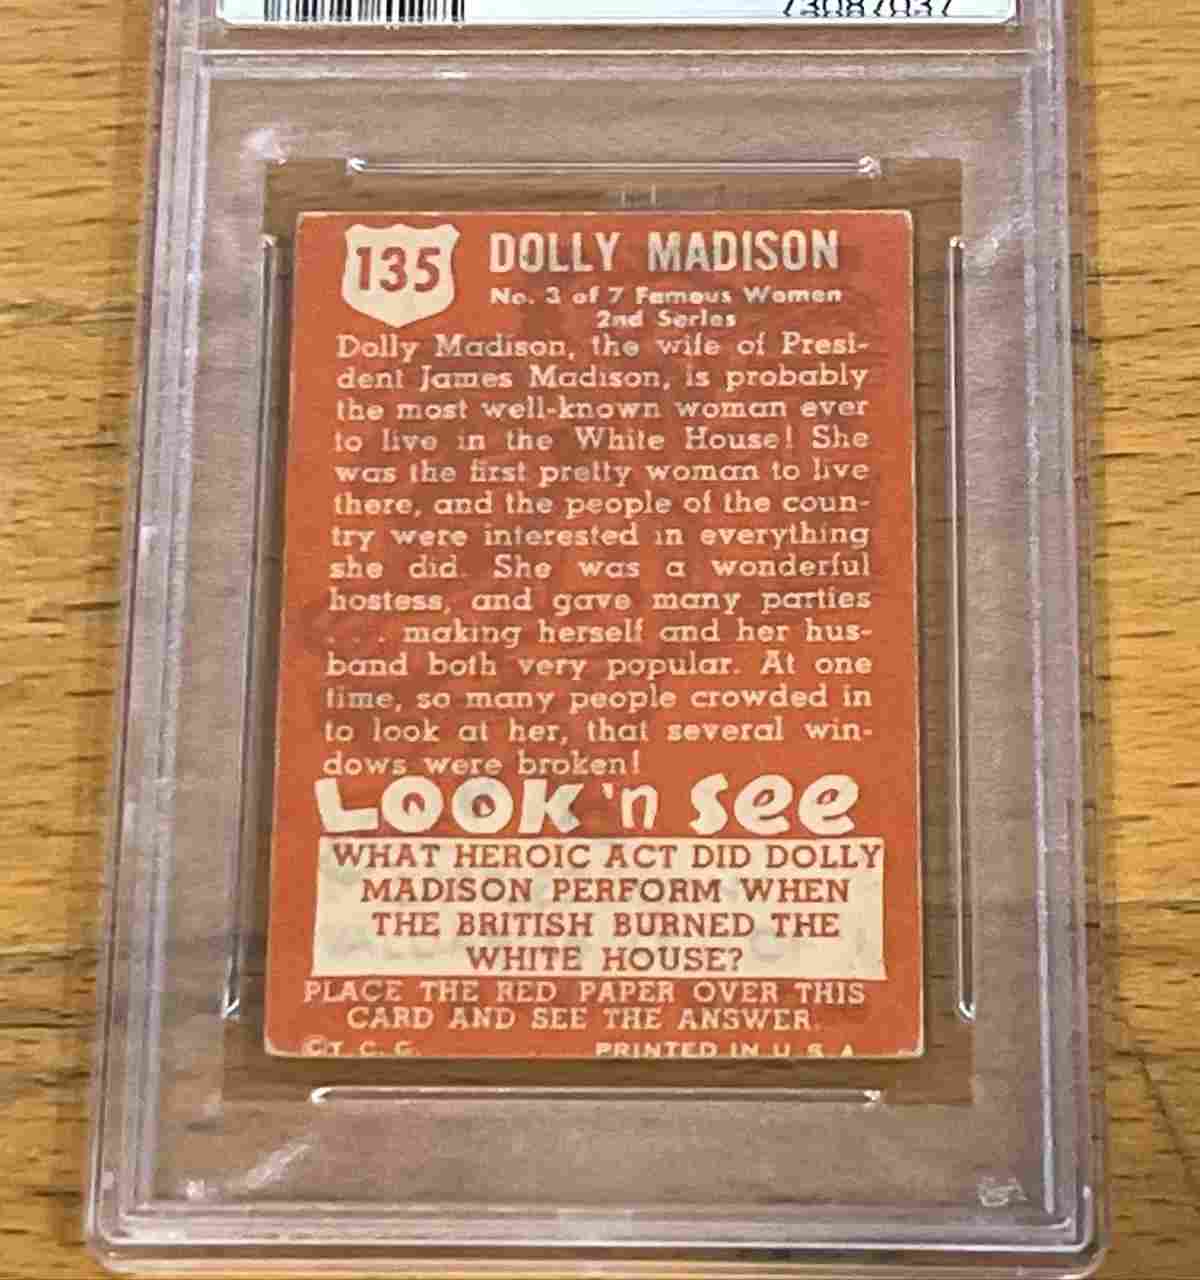 73087037
135
DOLLY MADISON
No. 3 of 7 Famous Women
2nd Series
Dolly Madison, the wife of Presi-
dent James Madison, is probably
the most well-known woman ever
to live in the White House! She
was the first pretty woman to live
there, and the people of the coun-
try were interested in everything
she did. She was a wonderful
hostess, and gave many parties
. . . making herself and her hus-
band both very popular. At one
time, so many people crowded in
to look at her, that several win-
dows were broken!
LOOK 'n See
WHAT HEROIC ACT DID DOLLY
MADISON PERFORM WHEN
THE BRITISH BURNED THE
WHITE HOUSE?
PLACE THE RED PAPER OVER THIS
CARD AND SEE THE ANSWER.
©T. C. G. PRINTED IN U. S. A.